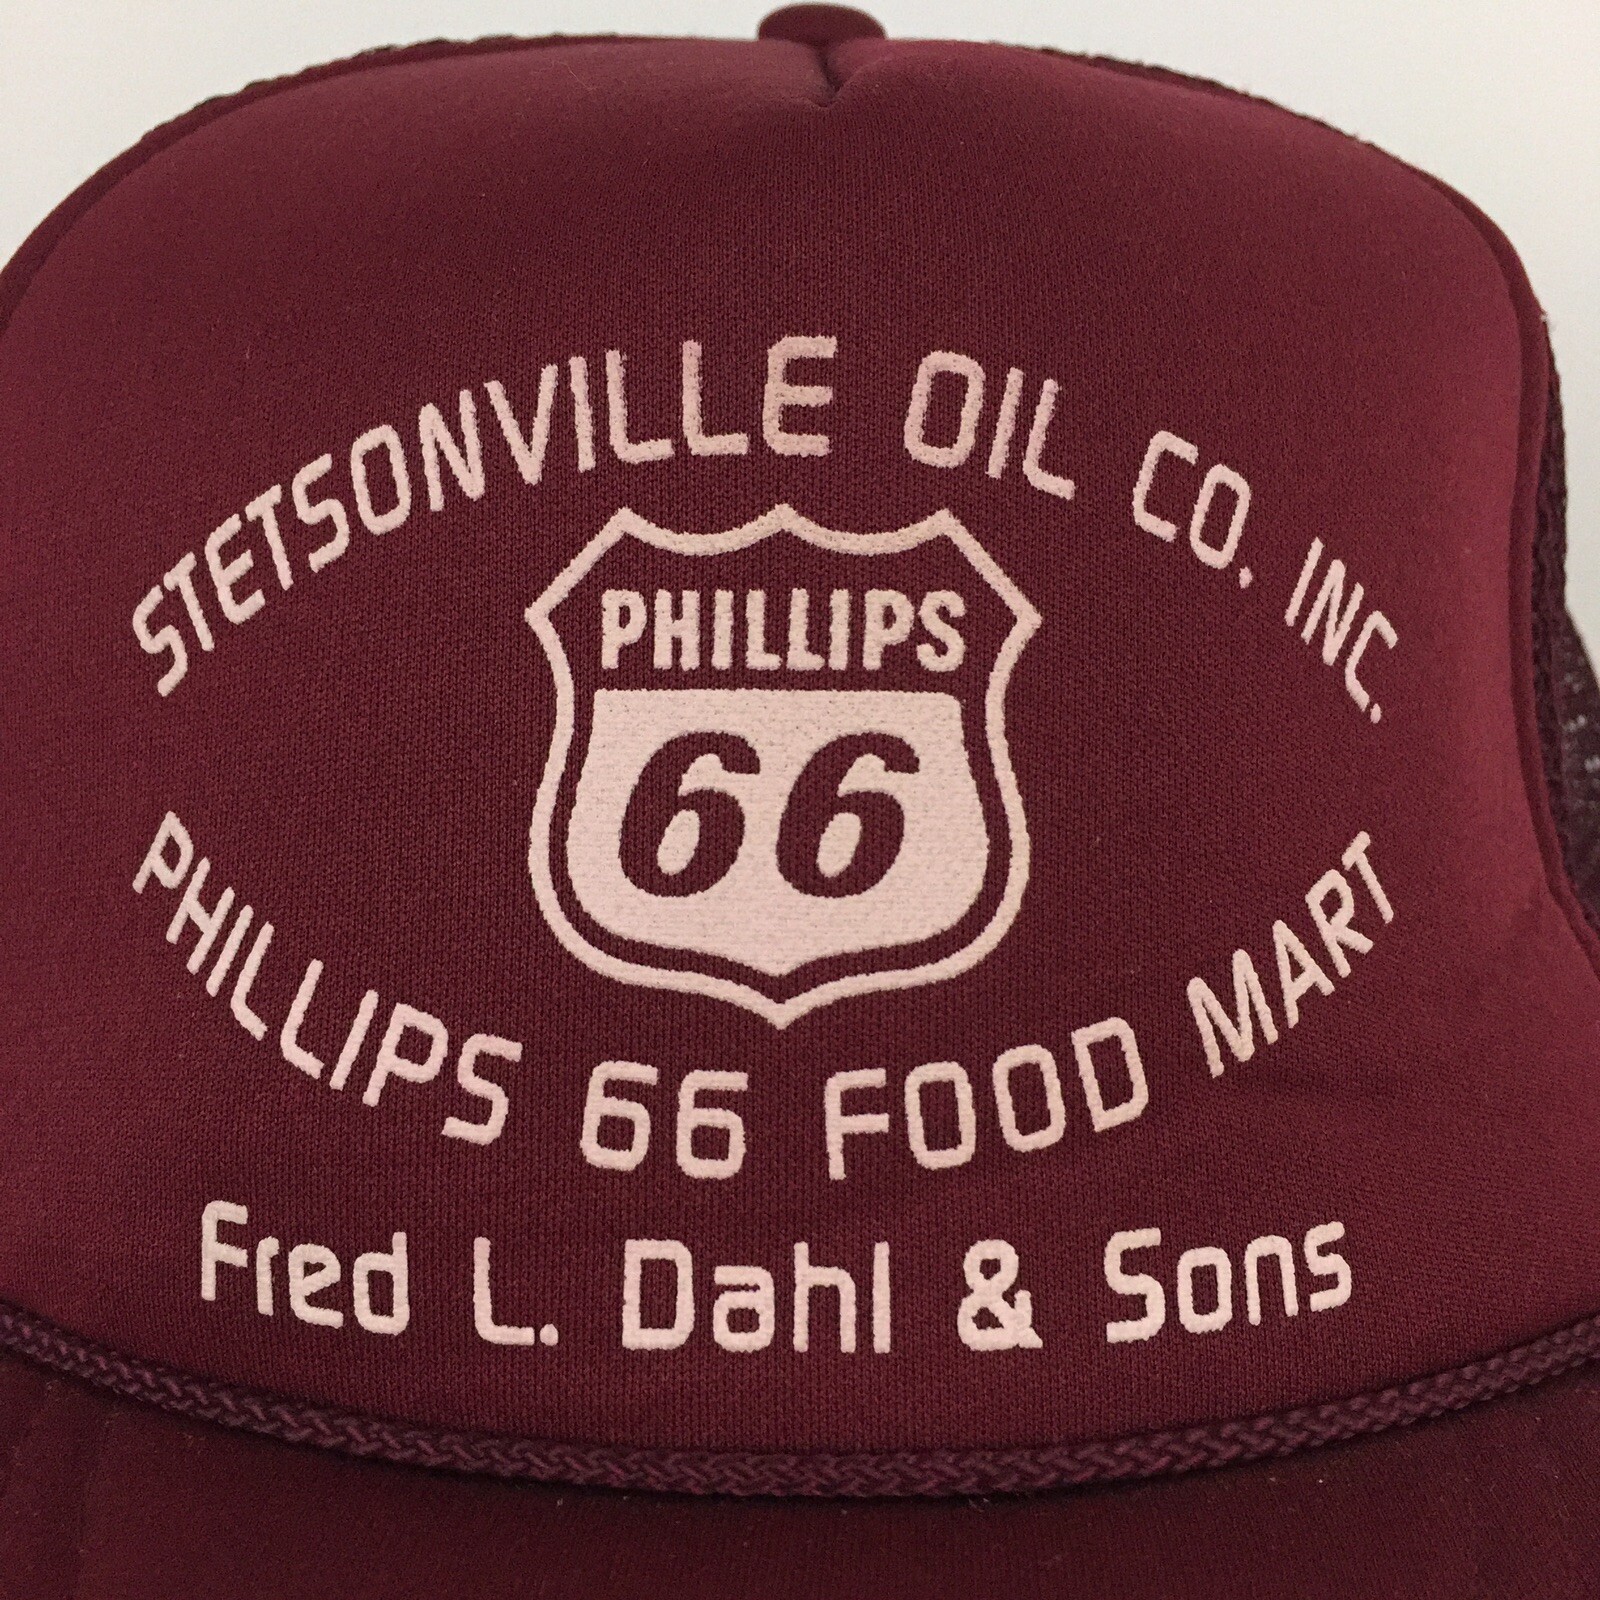 STETSONVILLE OIL CO. INC.
PHILLIPS
66
PHILLIPS 66 FOOD MART
Fred L. Dahl & Sons